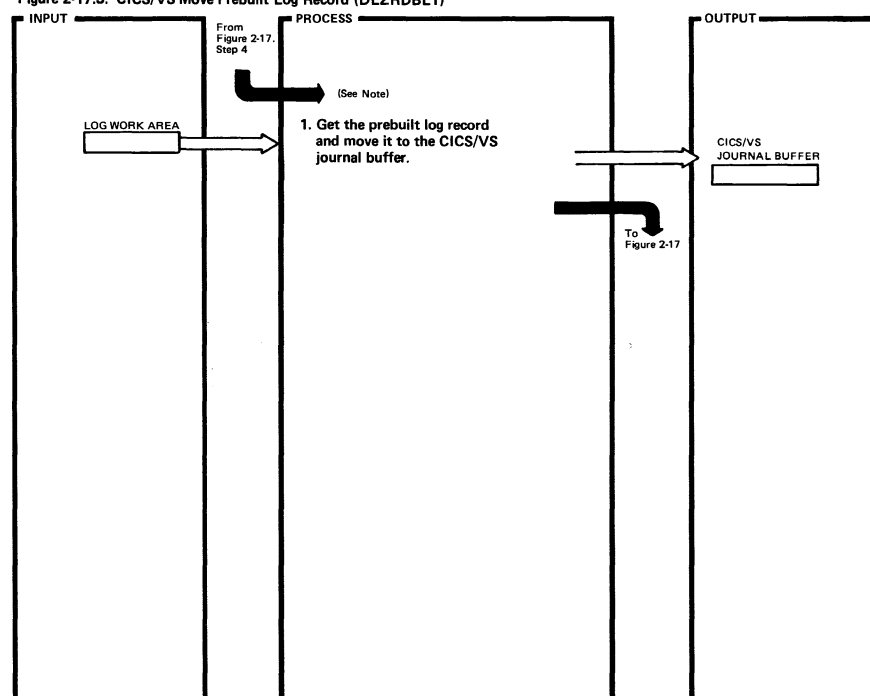 Figure 2-17.3. CICS/VS Move Prebuilt Log Record (DLZRDBL1)
INPUT
From
Figure 2-17.
Step 4
PROCESS
OUTPUT
(See Note)
LOG WORK AREA
1. Get the prebuilt log record
and move it to the CICS/VS
journal buffer.
CICS/VS
JOURNAL BUFFER
To
Figure 2-17